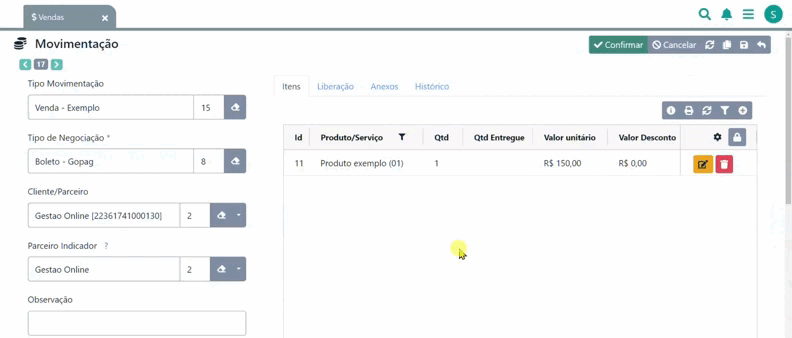 $ Vendas ×
S
Movimentação
Confirmar Cancelar
17
Tipo Movimentação
Venda - Exemplo 15
Tipo de Negociação *
Boleto - Gopag 8
Cliente/Parceiro
Gestao Online [22361741000130] 2
Parceiro Indicador ?
Gestao Online 2
Observação
Itens Liberação Anexos Histórico
Id Produto/Serviço Qtd Qtd Entregue Valor unitário Valor Desconto
11 Produto exemplo (01) 1 R$ 150,00 R$ 0,00